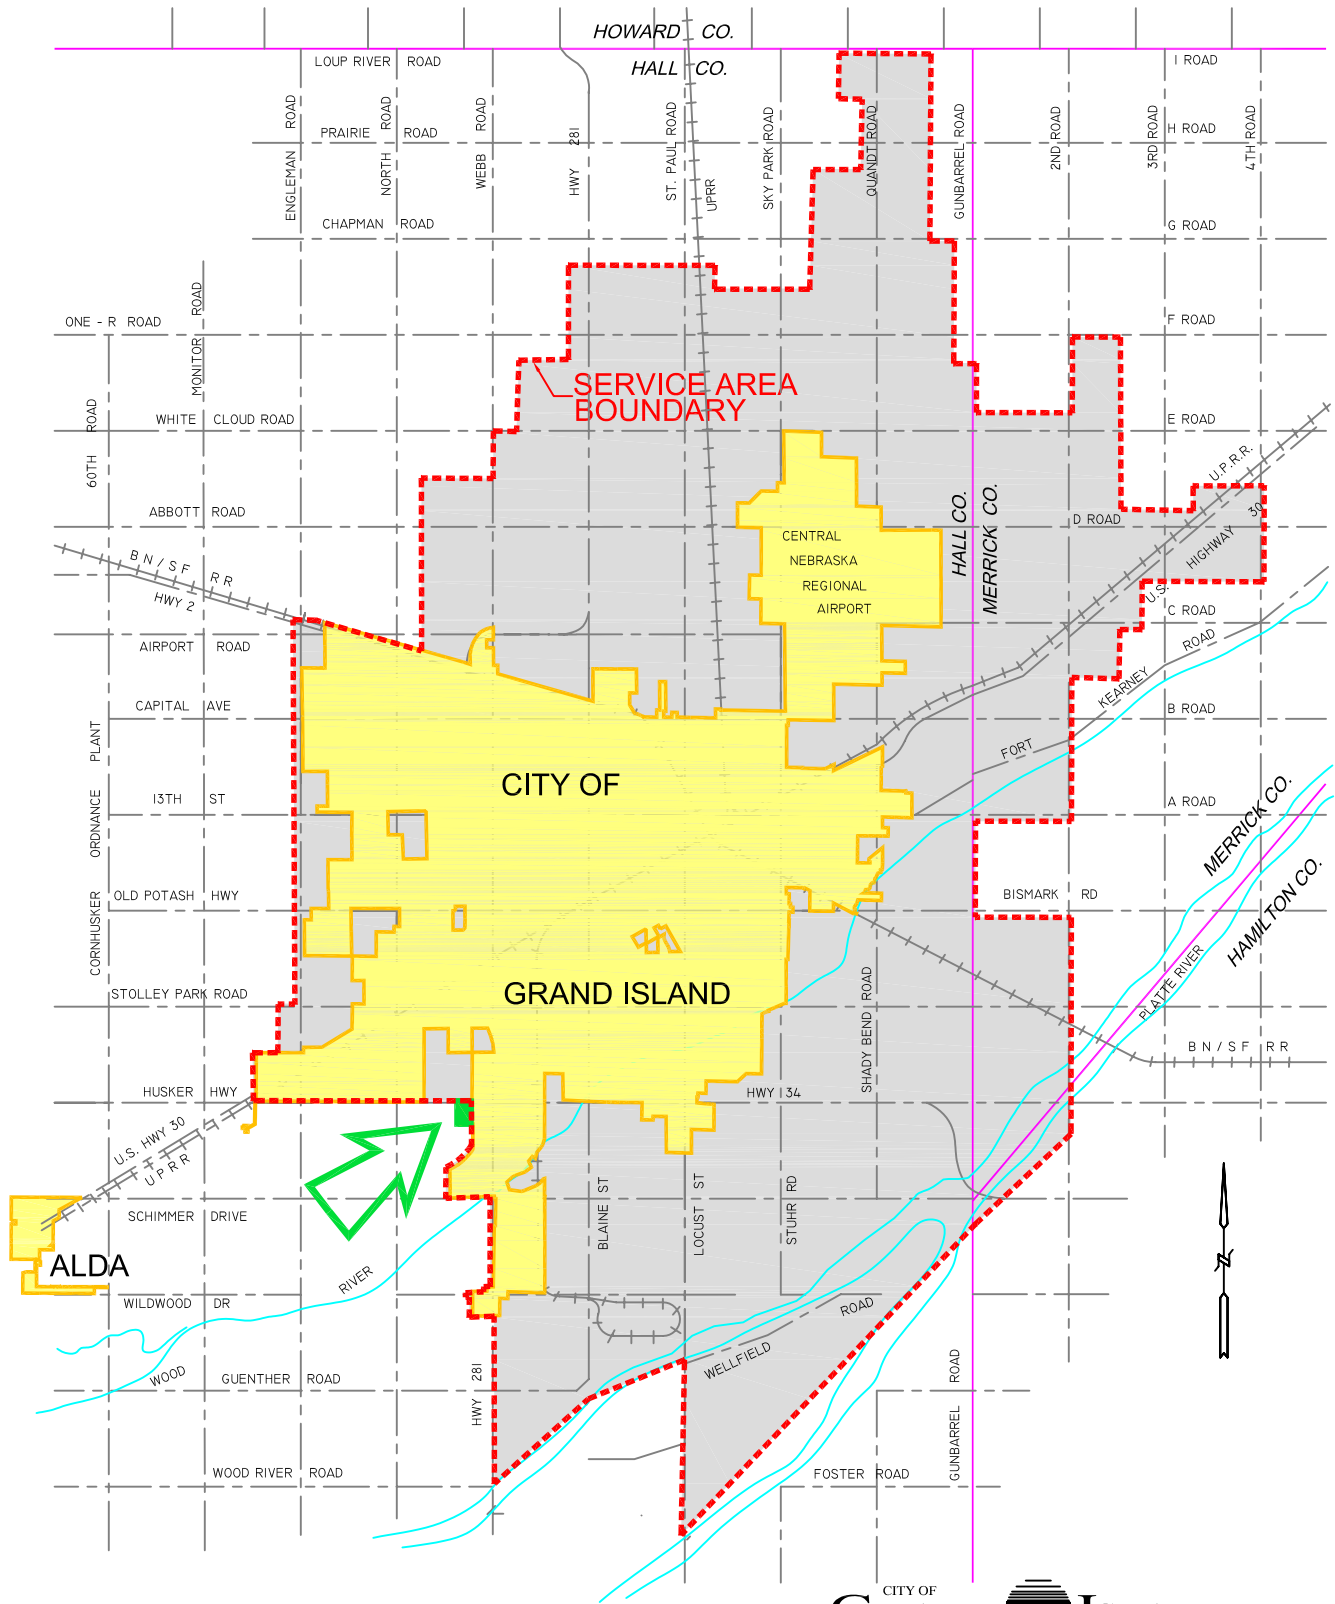 HOWARD CO.
HALL CO.
LOUP RIVER ROAD
I ROAD
ENGLEMAN ROAD
NORTH ROAD
WEBB ROAD
HWY 281
ST. PAUL ROAD
UPRR
SKY PARK ROAD
QUANDT ROAD
GUNBARREL ROAD
2ND ROAD
3RD ROAD
4TH ROAD
PRAIRIE ROAD
H ROAD
CHAPMAN ROAD
G ROAD
MONITOR ROAD
ONE - R ROAD
F ROAD
SERVICE AREA
BOUNDARY
60TH ROAD
WHITE CLOUD ROAD
E ROAD
U.P.R.R.
ABBOTT ROAD
D ROAD
U.S. HIGHWAY 30
HALL CO.
MERRICK CO.
CENTRAL
NEBRASKA
REGIONAL
AIRPORT
BN/SF RR
HWY 2
C ROAD
AIRPORT ROAD
FORT KEARNEY ROAD
CAPITAL AVE
B ROAD
CORNHUSKER ORDNANCE PLANT
CITY OF
13TH ST
A ROAD
MERRICK CO.
HAMILTON CO.
OLD POTASH HWY
BISMARK RD
PLATTE RIVER
STOLLEY PARK ROAD
GRAND ISLAND
SHADY BEND ROAD
BN/SF RR
HUSKER HWY
HWY 34
U.S. HWY 30
UPRR
SCHIMMER DRIVE
BLAINE ST
LOCUST ST
STUHR RD
ALDA
WILDWOOD DR
WOOD RIVER
WELLFIELD ROAD
GUENTHER ROAD
HWY 281
GUNBARREL ROAD
WOOD RIVER ROAD
FOSTER ROAD
N
CITY OF